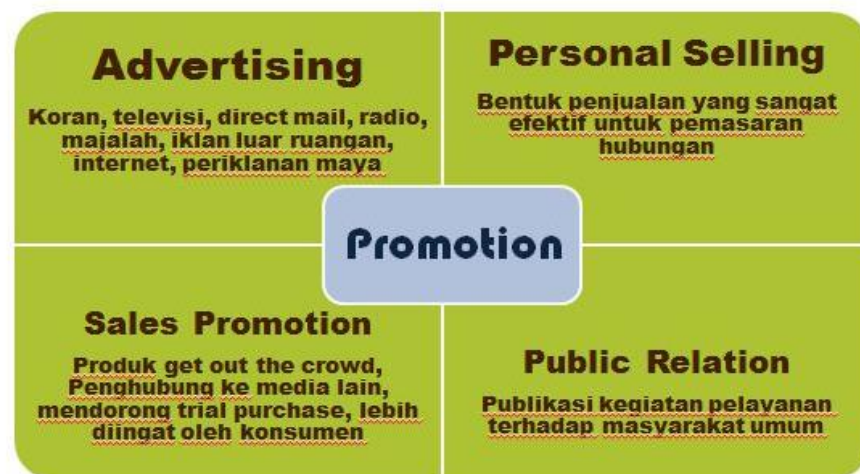 Advertising
Koran, televisi, direct mail, radio,
majalah, iklan luar ruangan,
internet, periklanan maya
Personal Selling
Bentuk penjualan yang sangat
efektif untuk pemasaran
hubungan
Promotion
Sales Promotion
Produk get out the crowd,
Penghubung ke media lain,
mendorong trial purchase, lebih
diingat oleh konsumen
Public Relation
Publikasi kegiatan pelayanan
terhadap masyarakat umum